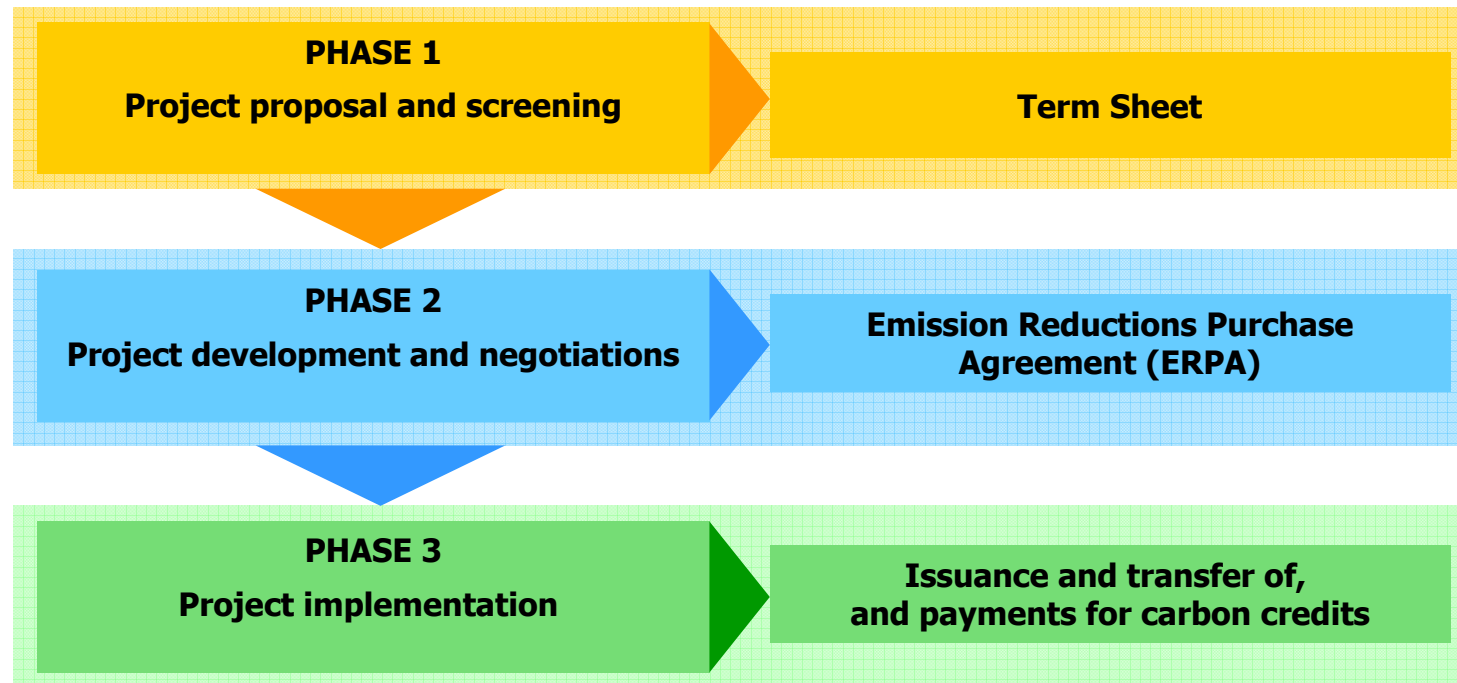 PHASE 1
Project proposal and screening
Term Sheet
PHASE 2
Project development and negotiations
Emission Reductions Purchase
Agreement (ERPA)
PHASE 3
Project implementation
Issuance and transfer of,
and payments for carbon credits